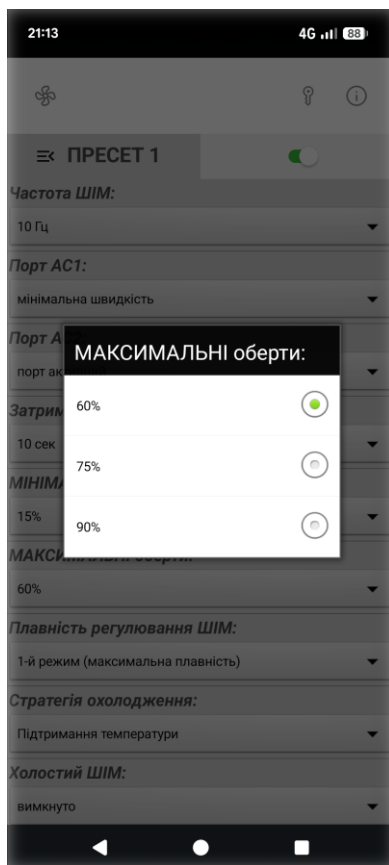 21:13
4G 88
ПРЕСЕТ 1
Частота ШІМ:
10 Гц
Порт АС1:
мінімальна швидкість
Порт А
порт ак
МАКСИМАЛЬНІ оберти:
60%
75%
90%
Затрим
10 сек
МІНІМА
15%
МАКСИ
60%
Плавність регулювання ШІМ:
1-й режим (максимальна плавність)
Стратегія охолодження:
Підтримання температури
Холостий ШІМ:
вимкнуто